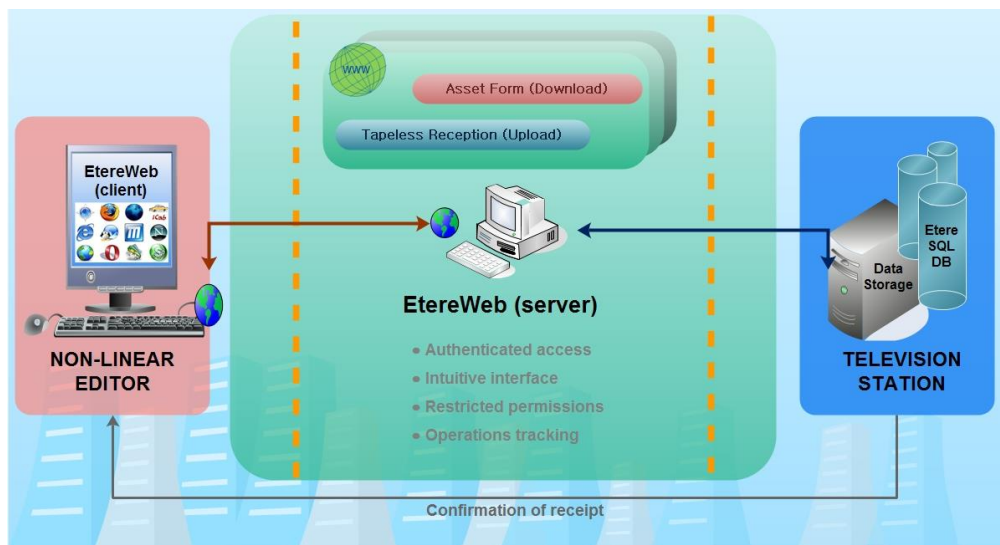 www
Asset Form (Download)
Tapeless Reception (Upload)
EtereWeb
(client)
iCab
Etere
SQL
DB
Data
Storage
EtereWeb (server)
NON-LINEAR
EDITOR
TELEVISION
STATION
● Authenticated access
● Intuitive interface
● Restricted permissions
● Operations tracking
Confirmation of receipt